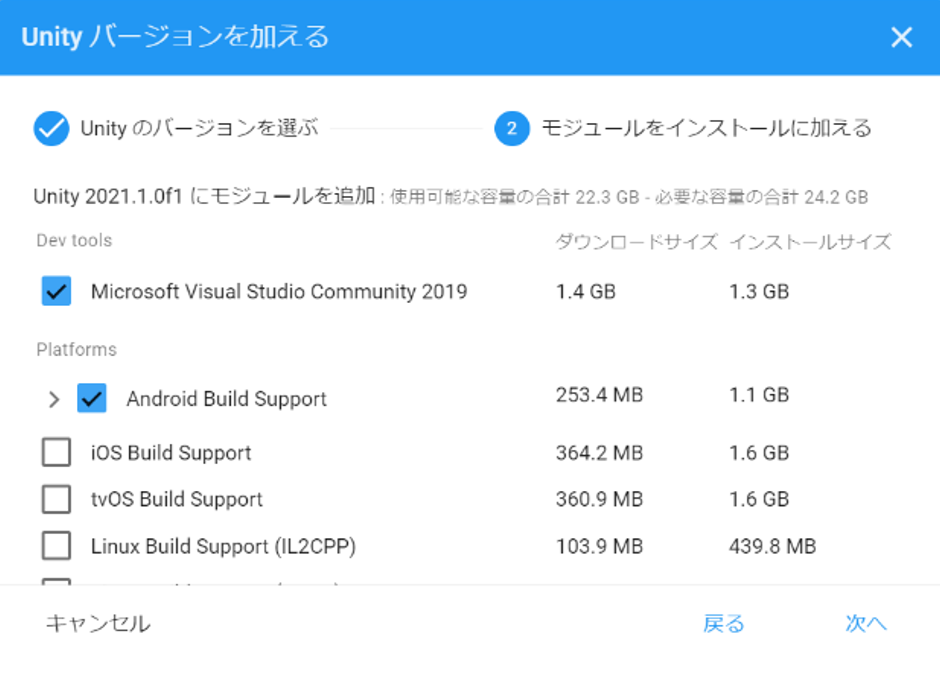 Unity バージョンを加える
Unity のバージョンを選ぶ
2 モジュールをインストールに加える
Unity 2021.1.0f1 にモジュールを追加 : 使用可能な容量の合計 22.3 GB - 必要な容量の合計 24.2 GB
Dev tools ダウンロードサイズ インストールサイズ
Microsoft Visual Studio Community 2019 1.4 GB 1.3 GB
Platforms
Android Build Support 253.4 MB 1.1 GB
iOS Build Support 364.2 MB 1.6 GB
tvOS Build Support 360.9 MB 1.6 GB
Linux Build Support (IL2CPP) 103.9 MB 439.8 MB
キャンセル 戻る 次へ